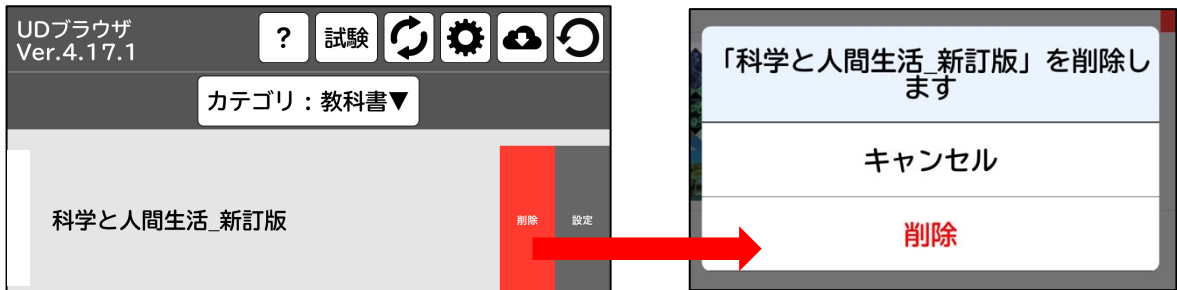 UDブラウザ
Ver.4.17.1
?
試験
カテゴリ：教科書▼
科学と人間生活_新訂版
削除
設定
「科学と人間生活_新訂版」を削除し
ます
キャンセル
削除